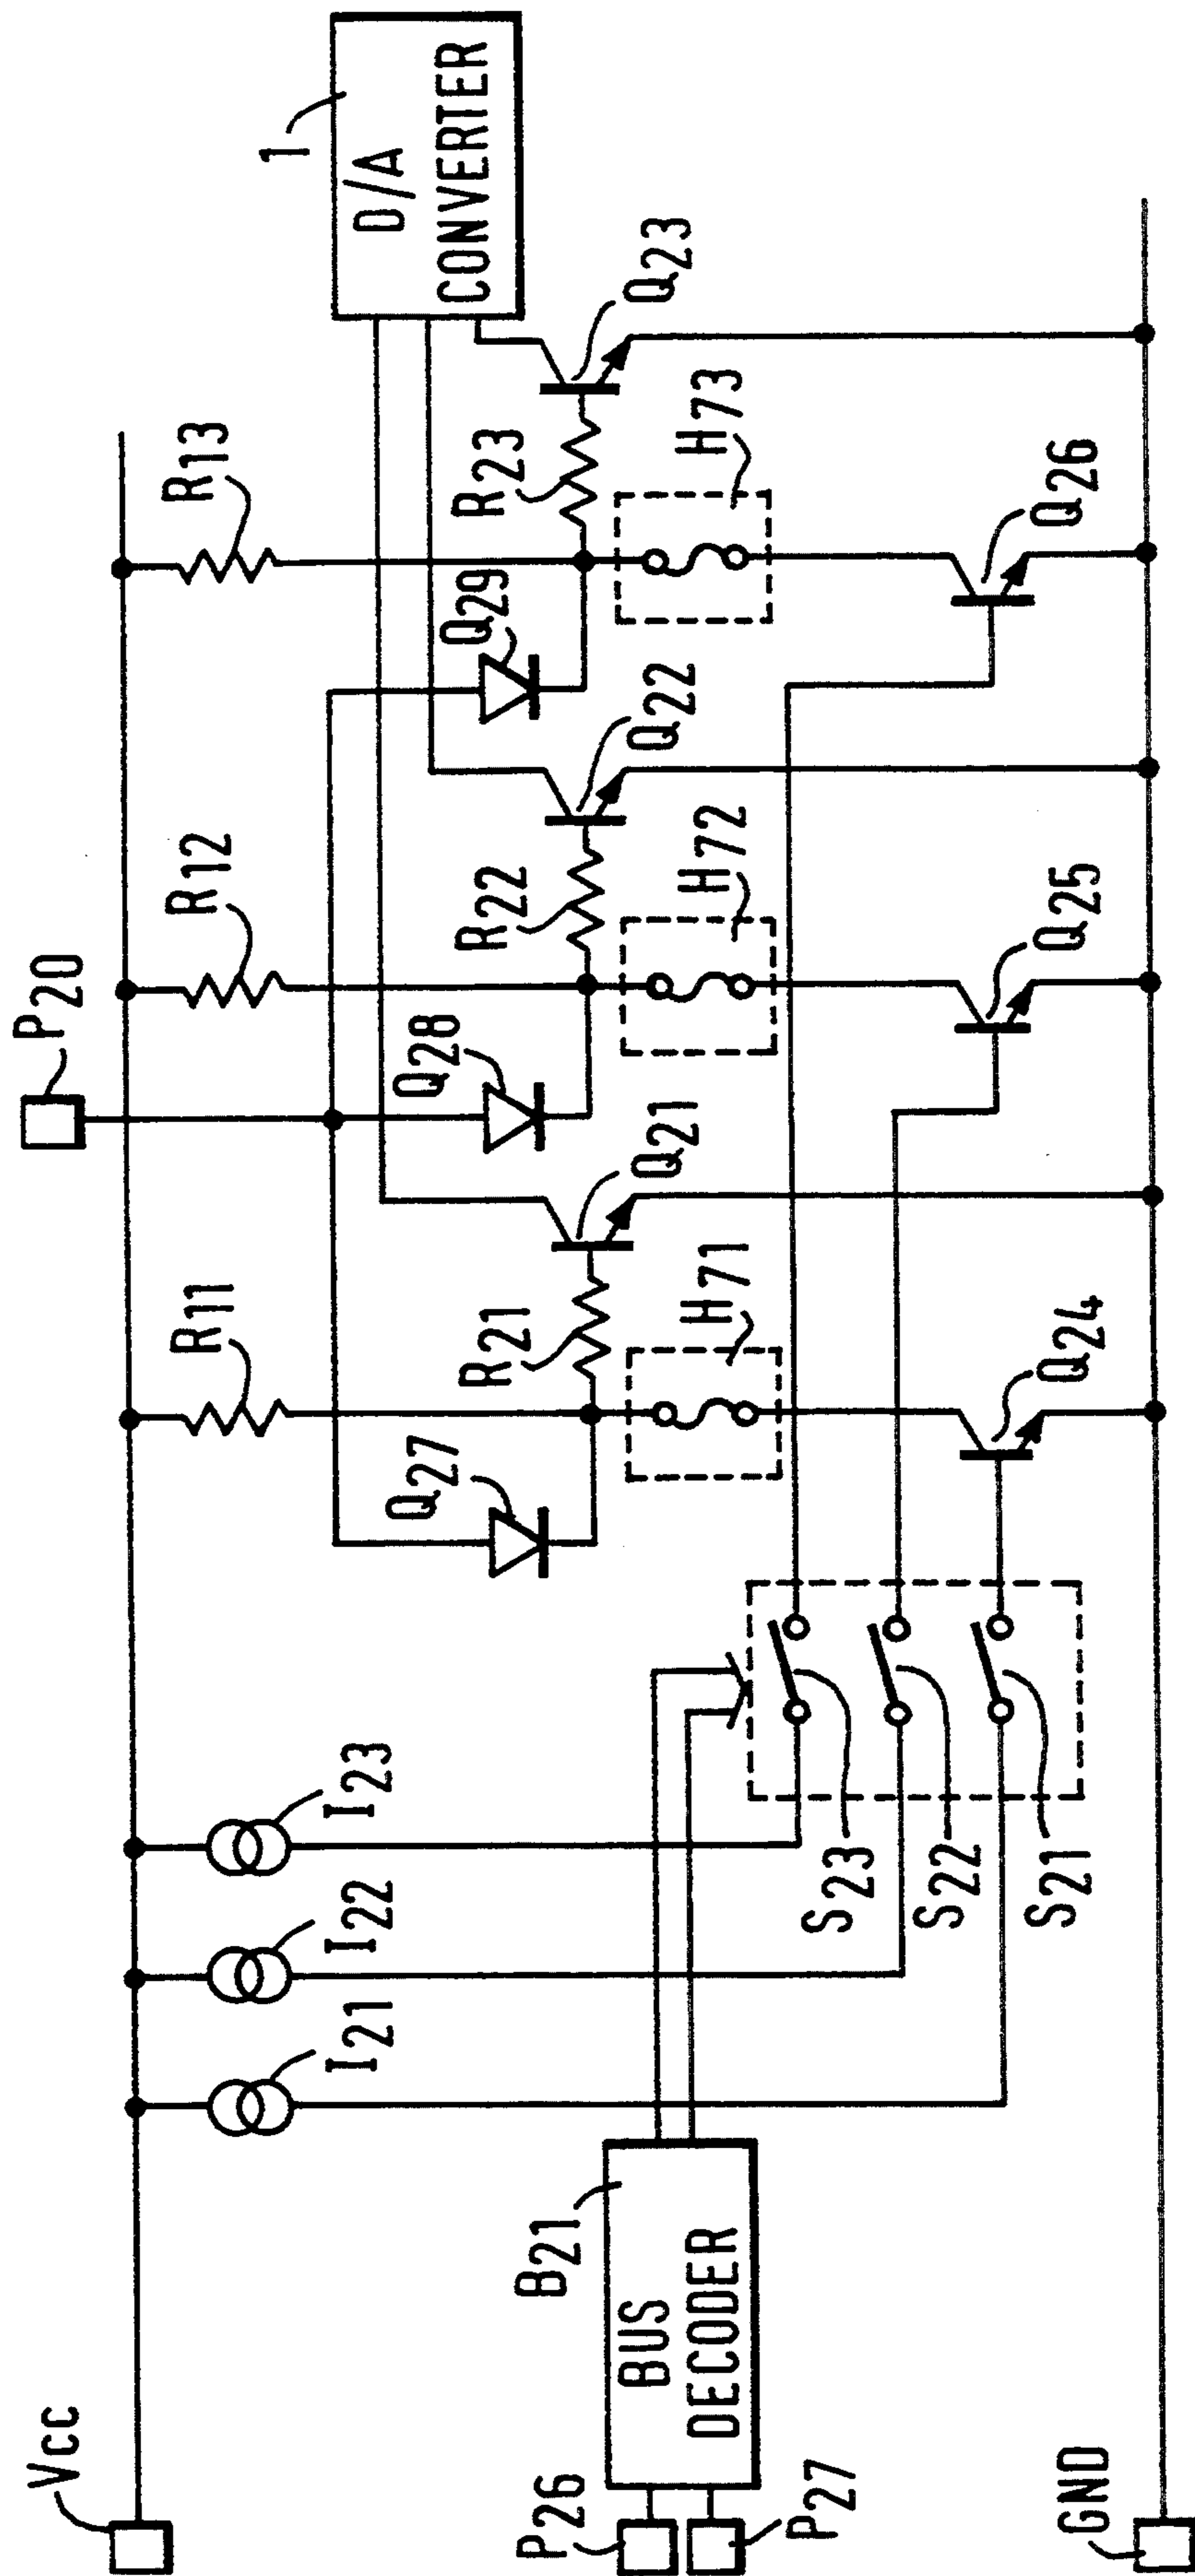 Vcc
P20
1
D/A
CONVERTER
I21
I22
I23
R11
R12
R13
Q27
Q28
Q29
R21
Q21
R22
Q22
R23
Q23
H71
H72
H73
B21
BUS
DECODER
P26
P27
S23
S22
S21
Q24
Q25
Q26
GND